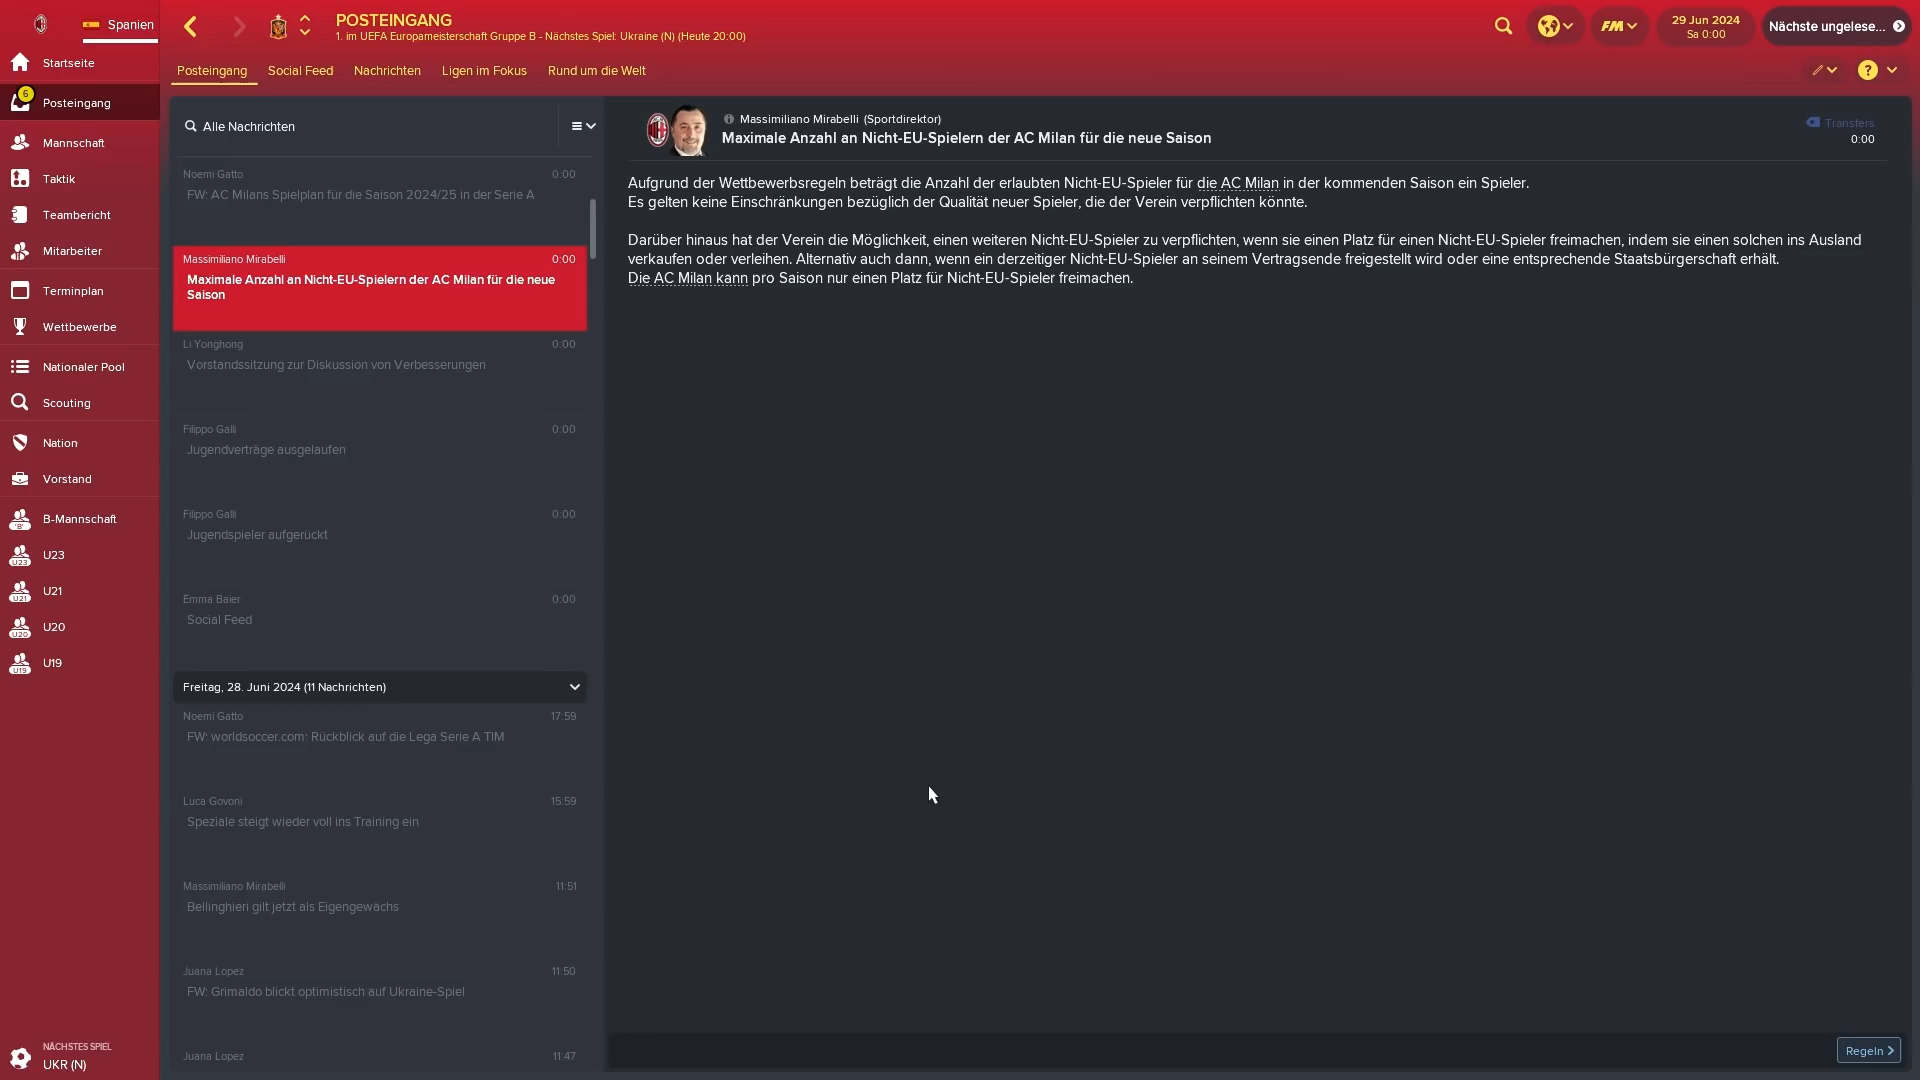 Spanien
POSTEINGANG
1. im UEFA Europameisterschaft Gruppe B - Nächstes Spiel: Ukraine (N) (Heute 20:00)
FM
29 Jun 2024
Sa 0:00
Nächste ungelese...
Posteingang
Social Feed
Nachrichten
Ligen im Fokus
Rund um die Welt
?
Startseite
6
Posteingang
Mannschaft
Taktik
Teambericht
Mitarbeiter
Terminplan
Wettbewerbe
Nationaler Pool
Scouting
Nation
Vorstand
'B'
B-Mannschaft
U23
U23
U21
U21
U20
U20
U19
U19
NÄCHSTES SPIEL
UKR (N)
Alle Nachrichten
Noemi Gatto
0:00
FW: AC Milans Spielplan für die Saison 2024/25 in der Serie A
Massimiliano Mirabelli
0:00
Maximale Anzahl an Nicht-EU-Spielern der AC Milan für die neue
Saison
Li Yonghong
0:00
Vorstandssitzung zur Diskussion von Verbesserungen
Filippo Galli
0:00
Jugendverträge ausgelaufen
Filippo Galli
0:00
Jugendspieler aufgerückt
Emma Baier
0:00
Social Feed
Freitag, 28. Juni 2024 (11 Nachrichten)
Noemi Gatto
17:59
FW: worldsoccer.com: Rückblick auf die Lega Serie A TIM
Luca Govoni
15:59
Speziale steigt wieder voll ins Training ein
Massimiliano Mirabelli
11:51
Bellinghieri gilt jetzt als Eigengewächs
Juana Lopez
11:50
FW: Grimaldo blickt optimistisch auf Ukraine-Spiel
Juana Lopez
11:47
Massimiliano Mirabelli (Sportdirektor)
Maximale Anzahl an Nicht-EU-Spielern der AC Milan für die neue Saison
Transfers
0:00
Aufgrund der Wettbewerbsregeln beträgt die Anzahl der erlaubten Nicht-EU-Spieler für die AC Milan in der kommenden Saison ein Spieler.
Es gelten keine Einschränkungen bezüglich der Qualität neuer Spieler, die der Verein verpflichten könnte.
Darüber hinaus hat der Verein die Möglichkeit, einen weiteren Nicht-EU-Spieler zu verpflichten, wenn sie einen Platz für einen Nicht-EU-Spieler freimachen, indem sie einen solchen ins Ausland
verkaufen oder verleihen. Alternativ auch dann, wenn ein derzeitiger Nicht-EU-Spieler an seinem Vertragsende freigestellt wird oder eine entsprechende Staatsbürgerschaft erhält.
Die AC Milan kann pro Saison nur einen Platz für Nicht-EU-Spieler freimachen.
Regeln